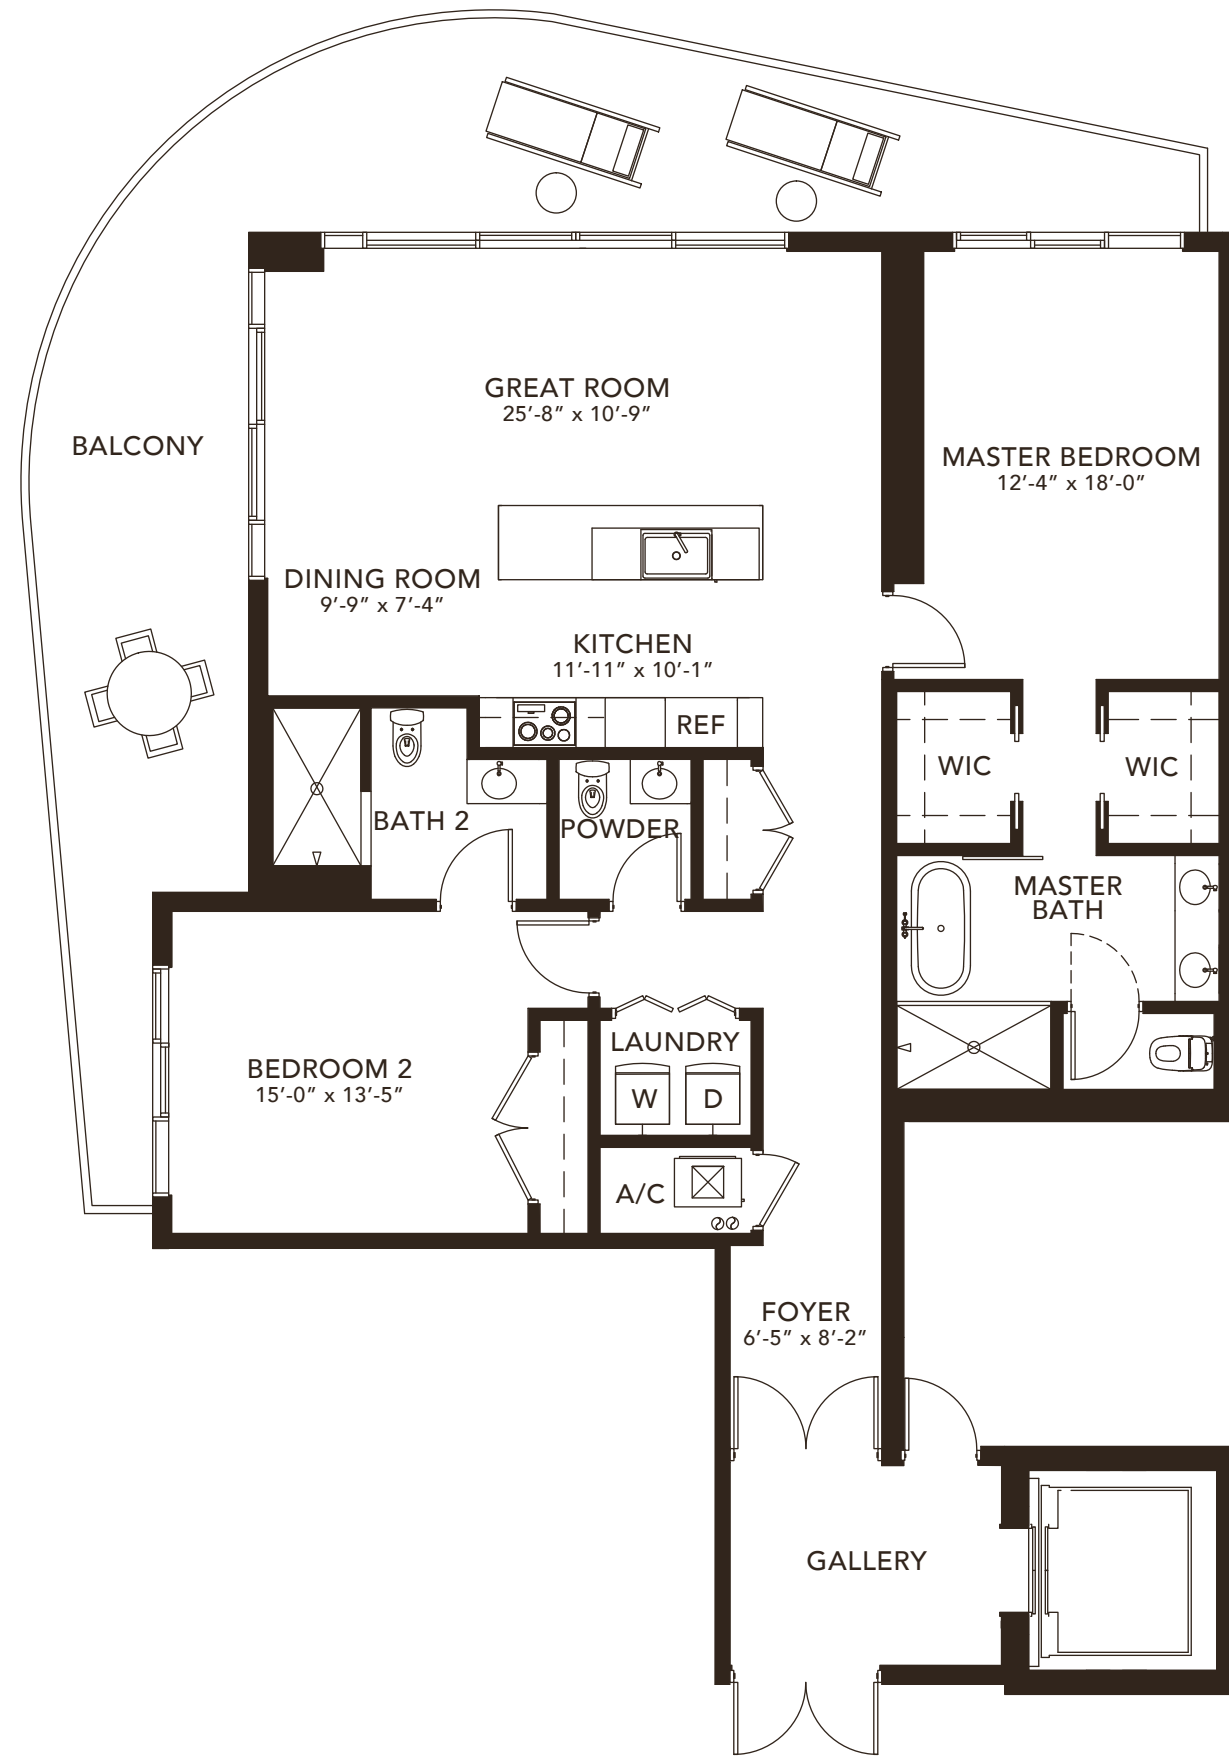 GREAT ROOM
25′-8″ x 10′-9″
BALCONY
MASTER BEDROOM
12′-4″ x 18′-0″
DINING ROOM
9′-9″ x 7′-4″
KITCHEN
11′-11″ x 10′-1″
REF
WIC
WIC
BATH 2
POWDER
MASTER
BATH
LAUNDRY
BEDROOM 2
15′-0″ x 13′-5″
W
D
A/C
FOYER
6′-5″ x 8′-2″
GALLERY